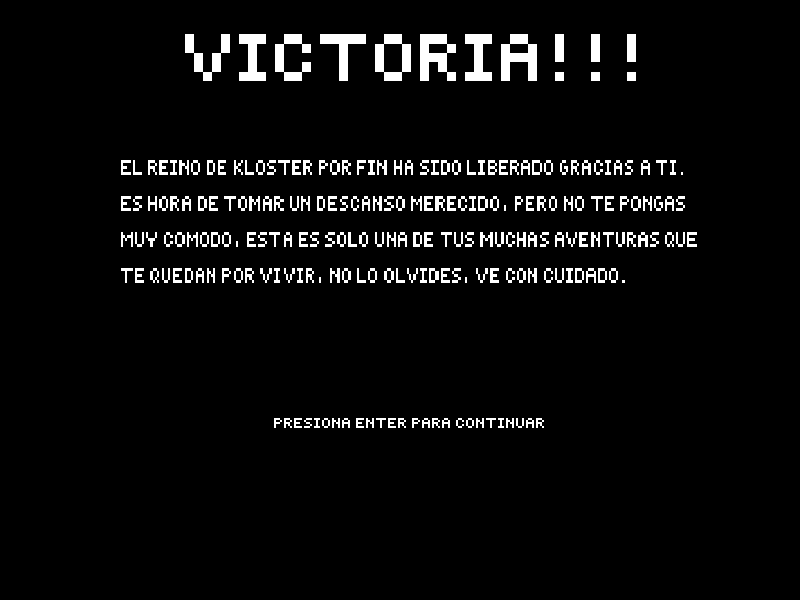 VICTORIA!!!
EL REINO DE KLOSTER POR FIN HA SIDO LIBERADO GRACIAS A TI.
ES HORA DE TOMAR UN DESCANSO MERECIDO, PERO NO TE PONGAS
MUY COMODO, ESTA ES SOLO UNA DE TUS MUCHAS AVENTURAS QUE
TE QUEDAN POR VIVIR, NO LO OLVIDES, VE CON CUIDADO.
PRESIONA ENTER PARA CONTINUAR